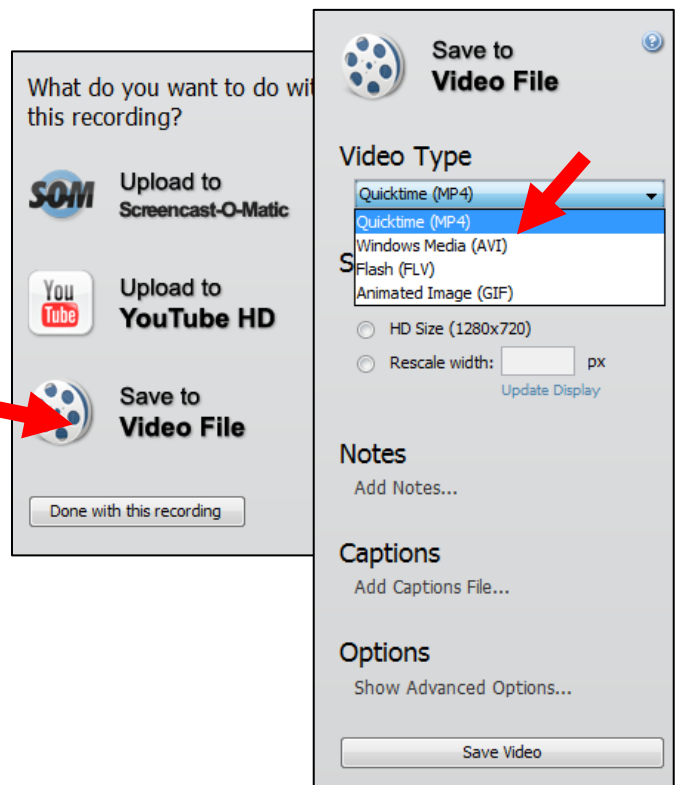 What do you want to do wi
this recording?
SOM
Upload to
Screencast-O-Matic
You
Tube
Upload to
YouTube HD
Save to
Video File
Done with this recording
Save to
Video File
?
Video Type
Quicktime (MP4)
Quicktime (MP4)
Windows Media (AVI)
S
Flash (FLV)
Animated Image (GIF)
HD Size (1280x720)
Rescale width: px
Update Display
Notes
Add Notes...
Captions
Add Captions File...
Options
Show Advanced Options...
Save Video